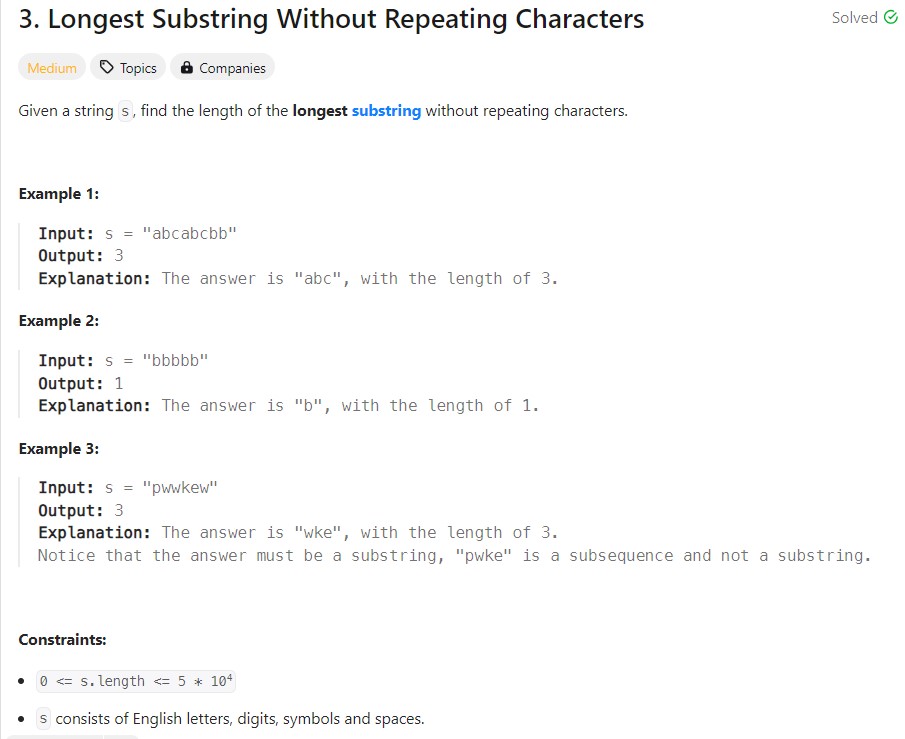 3. Longest Substring Without Repeating Characters
Solved
Medium
Topics
Companies
Given a string s, find the length of the longest substring without repeating characters.
Example 1:
Input: s = "abcabcbb"
Output: 3
Explanation: The answer is "abc", with the length of 3.
Example 2:
Input: s = "bbbbb"
Output: 1
Explanation: The answer is "b", with the length of 1.
Example 3:
Input: s = "pwwkew"
Output: 3
Explanation: The answer is "wke", with the length of 3.
Notice that the answer must be a substring, "pwke" is a subsequence and not a substring.
Constraints:
• 0 <= s.length <= 5 * 10⁴
• s consists of English letters, digits, symbols and spaces.